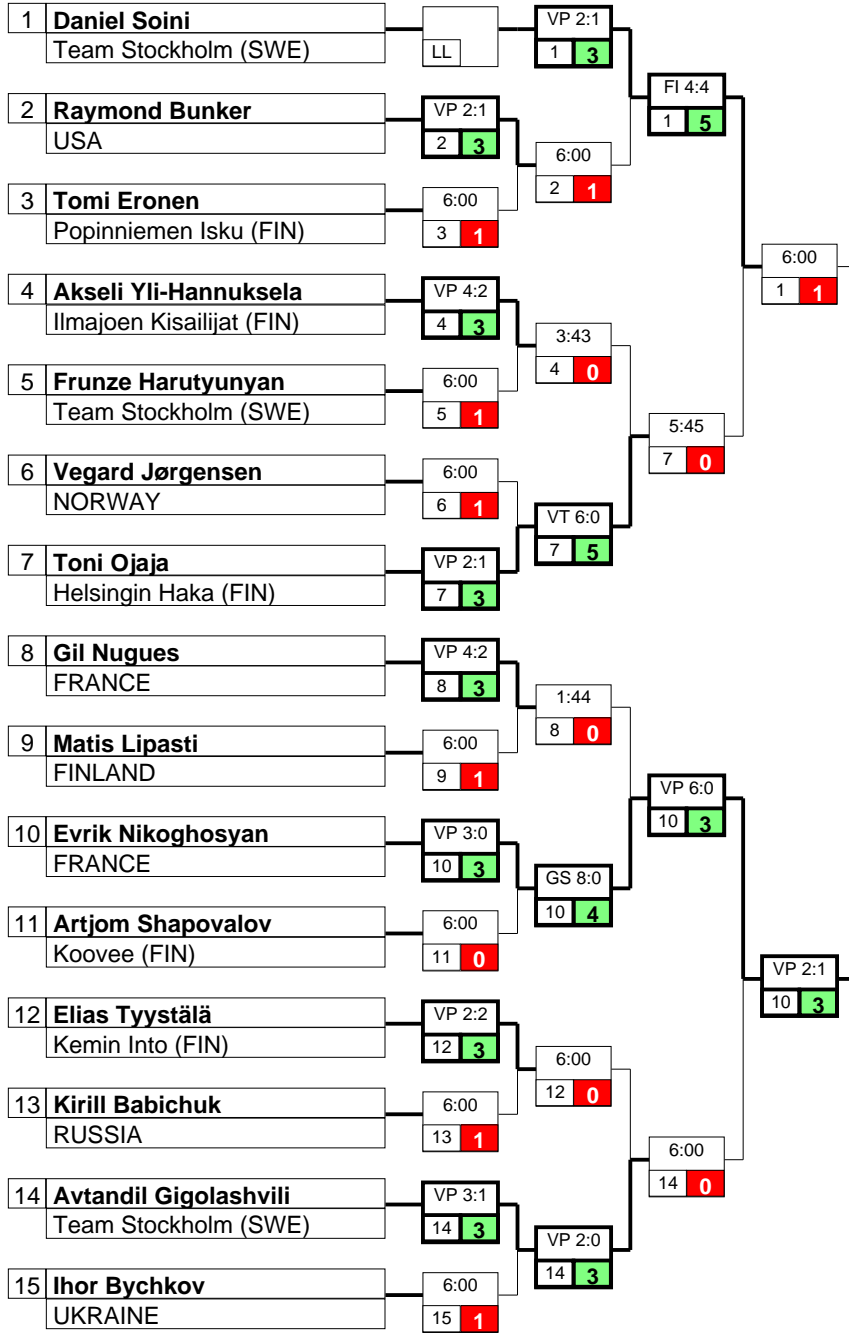 1 Daniel Soini
Team Stockholm (SWE)
LL
VP 2:1
1 3
FI 4:4
1 5
2 Raymond Bunker
USA
VP 2:1
2 3
6:00
2 1
3 Tomi Eronen
Popinniemen Isku (FIN)
6:00
3 1
6:00
1 1
4 Akseli Yli-Hannuksela
Ilmajoen Kisailijat (FIN)
VP 4:2
4 3
3:43
4 0
5 Frunze Harutyunyan
Team Stockholm (SWE)
6:00
5 1
5:45
7 0
6 Vegard Jørgensen
NORWAY
6:00
6 1
VT 6:0
7 5
7 Toni Ojaja
Helsingin Haka (FIN)
VP 2:1
7 3
8 Gil Nugues
FRANCE
VP 4:2
8 3
1:44
8 0
9 Matis Lipasti
FINLAND
6:00
9 1
VP 6:0
10 3
10 Evrik Nikoghosyan
FRANCE
VP 3:0
10 3
GS 8:0
10 4
11 Artjom Shapovalov
Koovee (FIN)
6:00
11 0
VP 2:1
10 3
12 Elias Tyystälä
Kemin Into (FIN)
VP 2:2
12 3
6:00
12 0
13 Kirill Babichuk
RUSSIA
6:00
13 1
6:00
14 0
14 Avtandil Gigolashvili
Team Stockholm (SWE)
VP 3:1
14 3
VP 2:0
14 3
15 Ihor Bychkov
UKRAINE
6:00
15 1